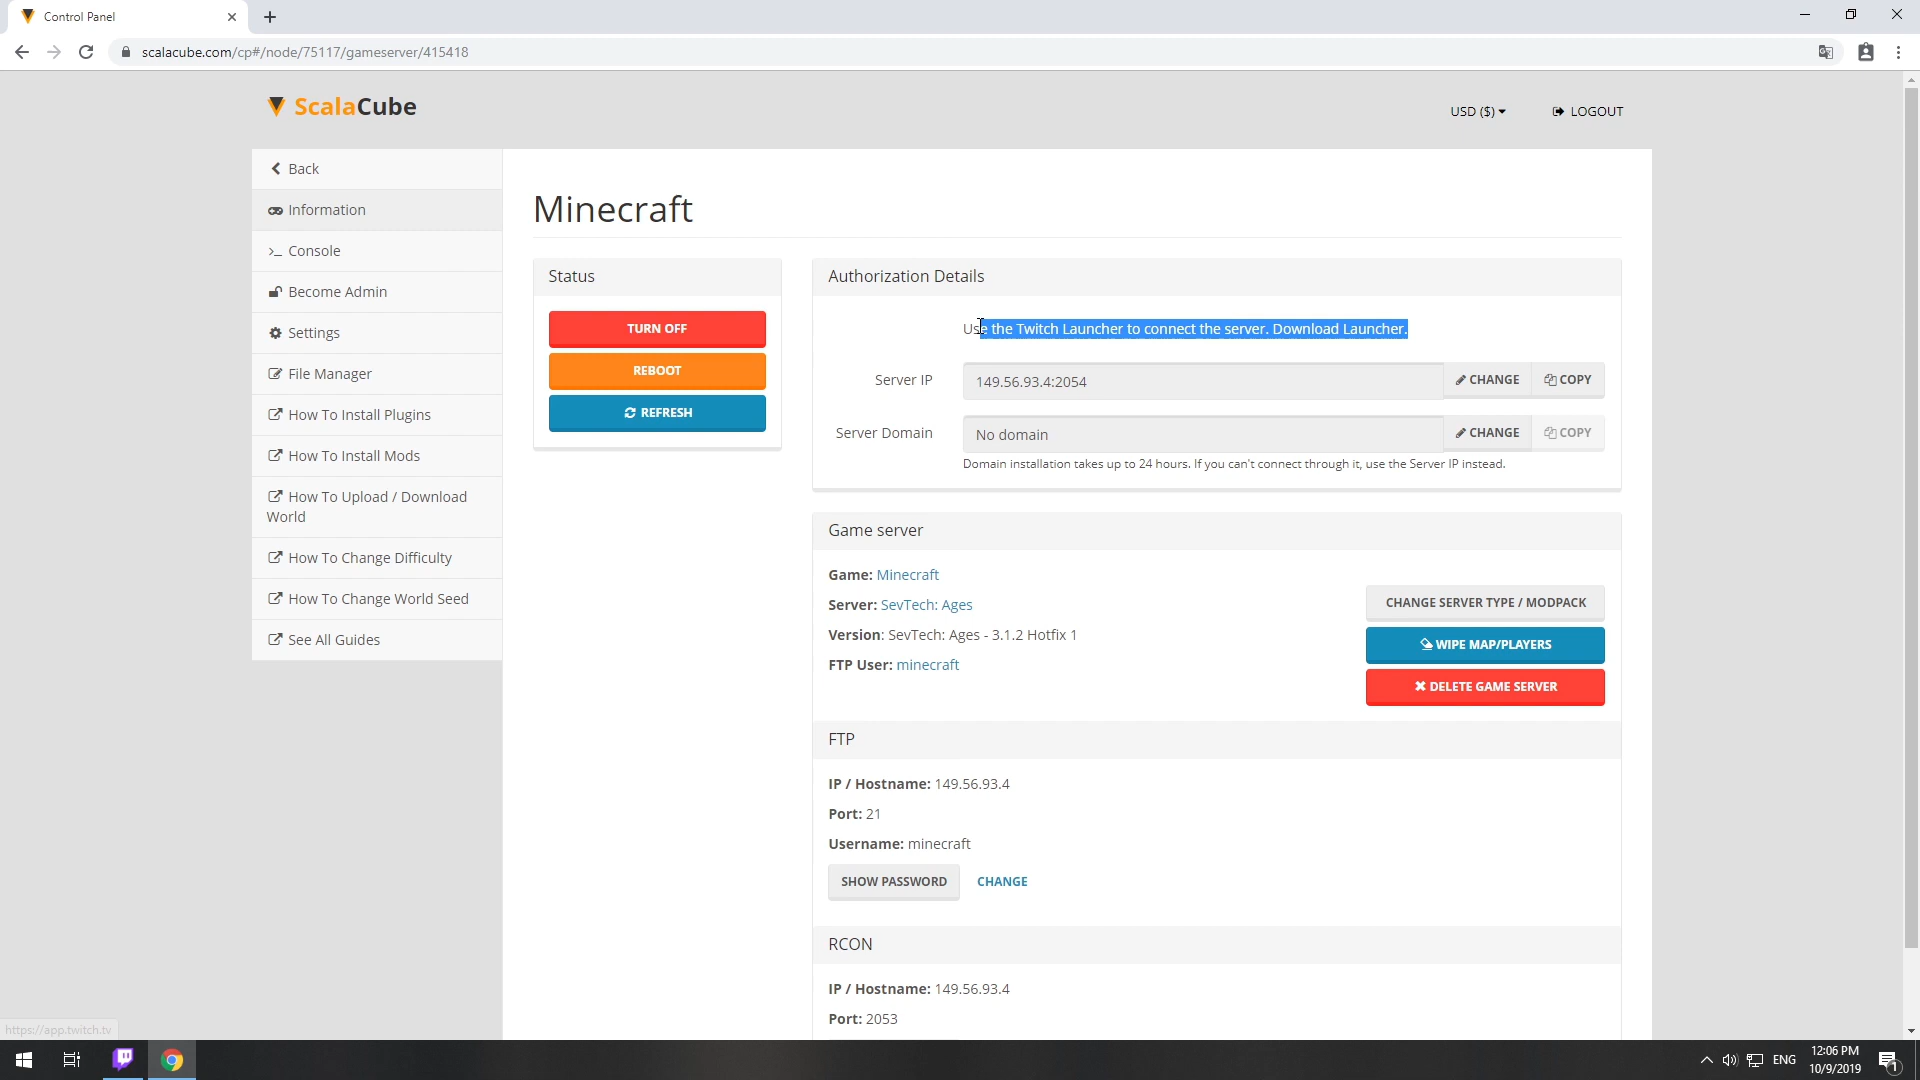 Control Panel
scalacube.com/cp#/node/75117/gameserver/415418
ScalaCube
USD ($)
LOGOUT
Back
Information
Console
Become Admin
Settings
File Manager
How To Install Plugins
How To Install Mods
How To Upload / Download
World
How To Change Difficulty
How To Change World Seed
See All Guides
Minecraft
Status
TURN OFF
REBOOT
REFRESH
Authorization Details
Use the Twitch Launcher to connect the server. Download Launcher.
Server IP
149.56.93.4:2054
CHANGE
COPY
Server Domain
No domain
CHANGE
COPY
Domain installation takes up to 24 hours. If you can't connect through it, use the Server IP instead.
Game server
Game: Minecraft
Server: SevTech: Ages
Version: SevTech: Ages - 3.1.2 Hotfix 1
FTP User: minecraft
CHANGE SERVER TYPE / MODPACK
WIPE MAP/PLAYERS
DELETE GAME SERVER
FTP
IP / Hostname: 149.56.93.4
Port: 21
Username: minecraft
SHOW PASSWORD
CHANGE
RCON
IP / Hostname: 149.56.93.4
Port: 2053
https://app.twitch.tv
ENG
12:06 PM
10/9/2019
1